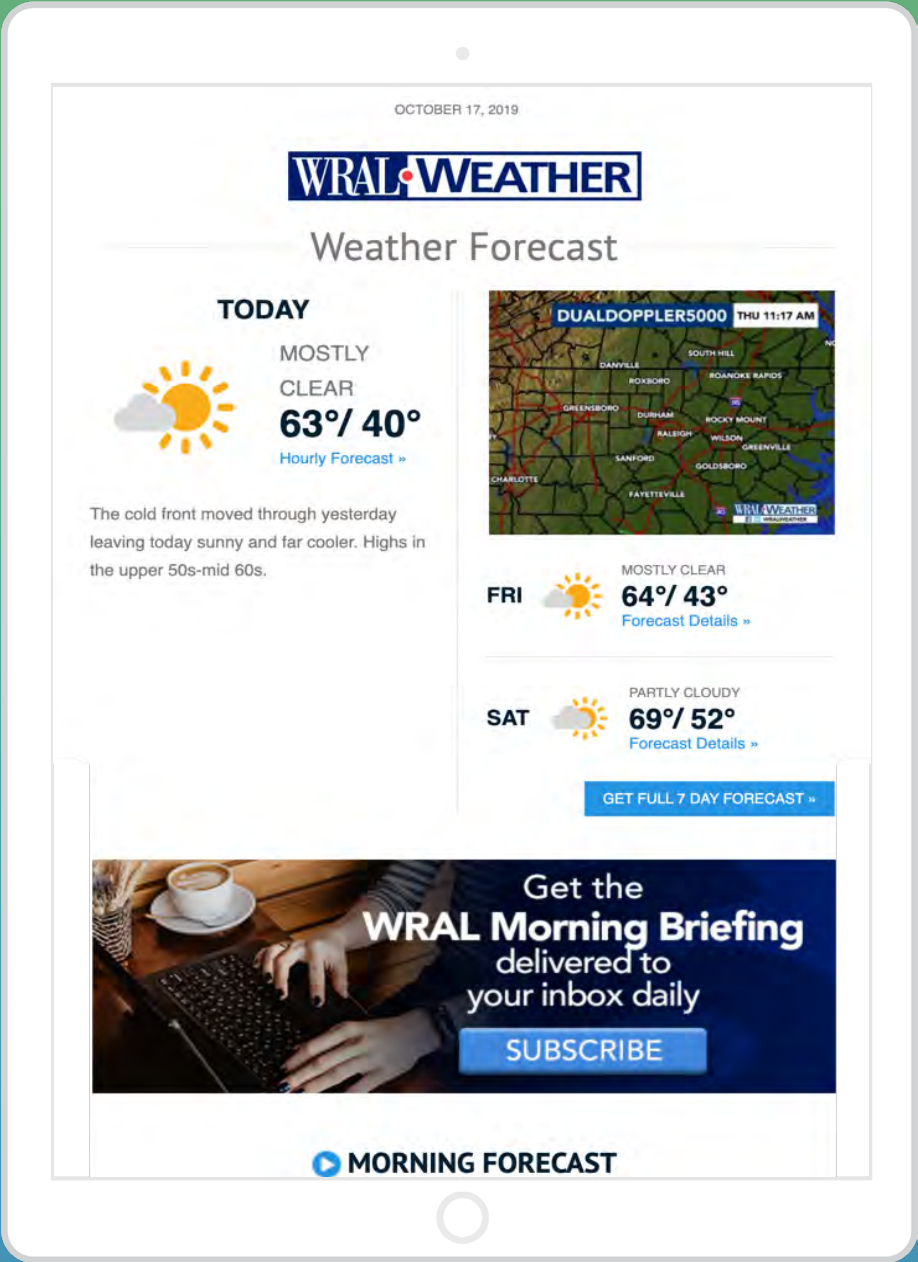 OCTOBER 17, 2019
WRAL WEATHER
Weather Forecast
TODAY
MOSTLY
CLEAR
63°/ 40°
Hourly Forecast »
The cold front moved through yesterday
leaving today sunny and far cooler. Highs in
the upper 50s-mid 60s.
DUALDOPPLER5000 THU 11:17 AM
SOUTH HILL
DANVILLE
ROANOKE RAPIDS
ROXBORO
GREENSBORO
DURHAM
ROCKY MOUNT
RALEIGH
WILSON
GREENVILLE
SANFORD
GOLDSBORO
CHARLOTTE
FAYETTEVILLE
WRAL WEATHER
WRALWEATHER
FRI
MOSTLY CLEAR
64°/ 43°
Forecast Details »
SAT
PARTLY CLOUDY
69°/ 52°
Forecast Details »
GET FULL 7 DAY FORECAST »
Get the
WRAL Morning Briefing
delivered to
your inbox daily
SUBSCRIBE
MORNING FORECAST